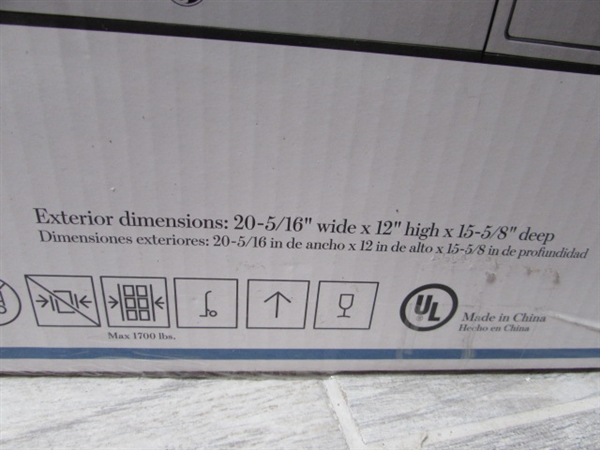 Exterior dimensions: 20-5/16" wide x 12" high x 15-5/8" deep
Dimensiones exteriores: 20-5/16 in de ancho x 12 in de alto x 15-5/8 in de profundidad
Max 1700 lbs.
UL
Made in China
Hecho en China